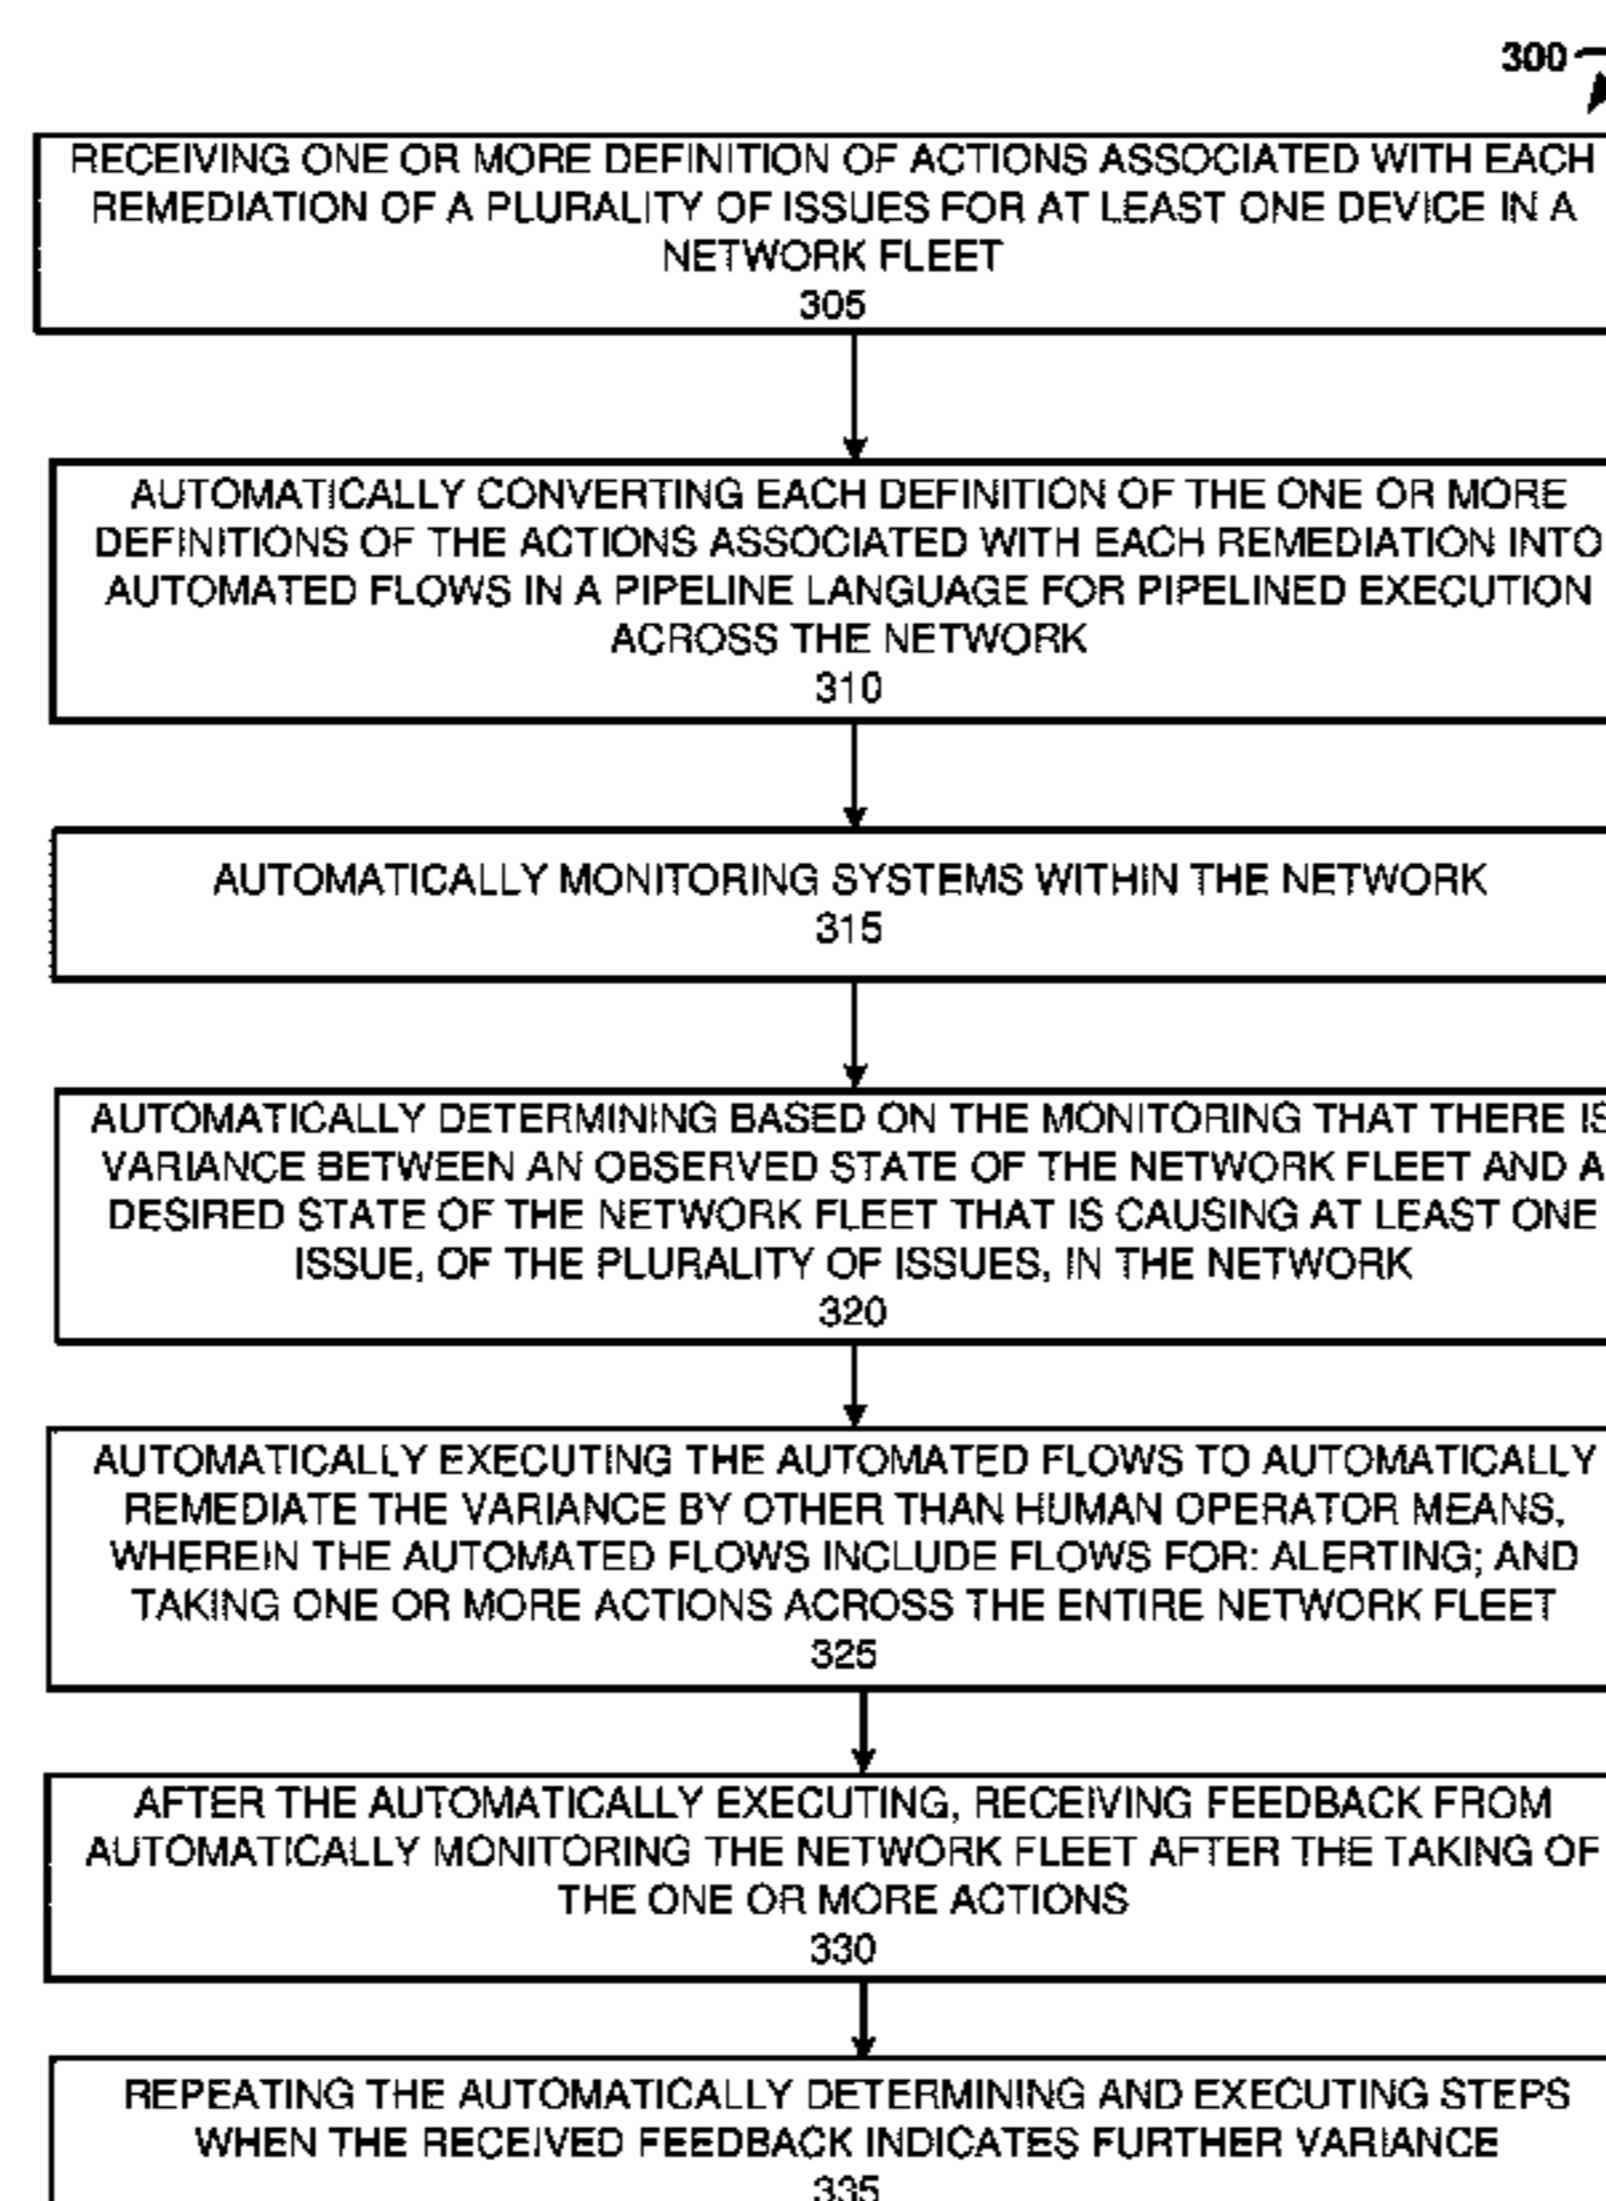 300
RECEIVING ONE OR MORE DEFINITION OF ACTIONS ASSOCIATED WITH EACH
REMEDIATION OF A PLURALITY OF ISSUES FOR AT LEAST ONE DEVICE IN A
NETWORK FLEET
305
AUTOMATICALLY CONVERTING EACH DEFINITION OF THE ONE OR MORE
DEFINITIONS OF THE ACTIONS ASSOCIATED WITH EACH REMEDIATION INTO
AUTOMATED FLOWS IN A PIPELINE LANGUAGE FOR PIPELINED EXECUTION
ACROSS THE NETWORK
310
AUTOMATICALLY MONITORING SYSTEMS WITHIN THE NETWORK
315
AUTOMATICALLY DETERMINING BASED ON THE MONITORING THAT THERE IS
VARIANCE BETWEEN AN OBSERVED STATE OF THE NETWORK FLEET AND A
DESIRED STATE OF THE NETWORK FLEET THAT IS CAUSING AT LEAST ONE
ISSUE, OF THE PLURALITY OF ISSUES, IN THE NETWORK
320
AUTOMATICALLY EXECUTING THE AUTOMATED FLOWS TO AUTOMATICALLY
REMEDIATE THE VARIANCE BY OTHER THAN HUMAN OPERATOR MEANS,
WHEREIN THE AUTOMATED FLOWS INCLUDE FLOWS FOR: ALERTING; AND
TAKING ONE OR MORE ACTIONS ACROSS THE ENTIRE NETWORK FLEET
325
AFTER THE AUTOMATICALLY EXECUTING, RECEIVING FEEDBACK FROM
AUTOMATICALLY MONITORING THE NETWORK FLEET AFTER THE TAKING OF
THE ONE OR MORE ACTIONS
330
REPEATING THE AUTOMATICALLY DETERMINING AND EXECUTING STEPS
WHEN THE RECEIVED FEEDBACK INDICATES FURTHER VARIANCE
335